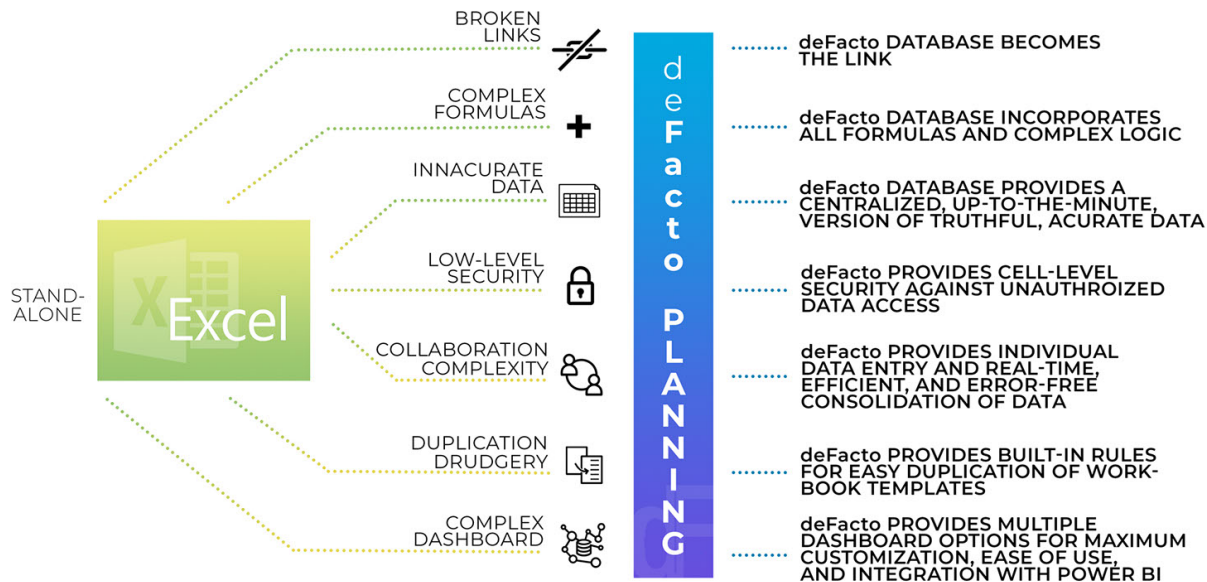 STAND-
ALONE
X
Excel
BROKEN
LINKS
COMPLEX
FORMULAS
INNACURATE
DATA
LOW-LEVEL
SECURITY
COLLABORATION
COMPLEXITY
DUPLICATION
DRUDGERY
COMPLEX
DASHBOARD
deFacto PLANNING
dF
deFacto DATABASE BECOMES
THE LINK
deFacto DATABASE INCORPORATES
ALL FORMULAS AND COMPLEX LOGIC
deFacto DATABASE PROVIDES A
CENTRALIZED, UP-TO-THE-MINUTE,
VERSION OF TRUTHFUL, ACURATE DATA
deFacto PROVIDES CELL-LEVEL
SECURITY AGAINST UNAUTHROIZED
DATA ACCESS
deFacto PROVIDES INDIVIDUAL
DATA ENTRY AND REAL-TIME,
EFFICIENT, AND ERROR-FREE
CONSOLIDATION OF DATA
deFacto PROVIDES BUILT-IN RULES
FOR EASY DUPLICATION OF WORK-
BOOK TEMPLATES
deFacto PROVIDES MULTIPLE
DASHBOARD OPTIONS FOR MAXIMUM
CUSTOMIZATION, EASE OF USE,
AND INTEGRATION WITH POWER BI